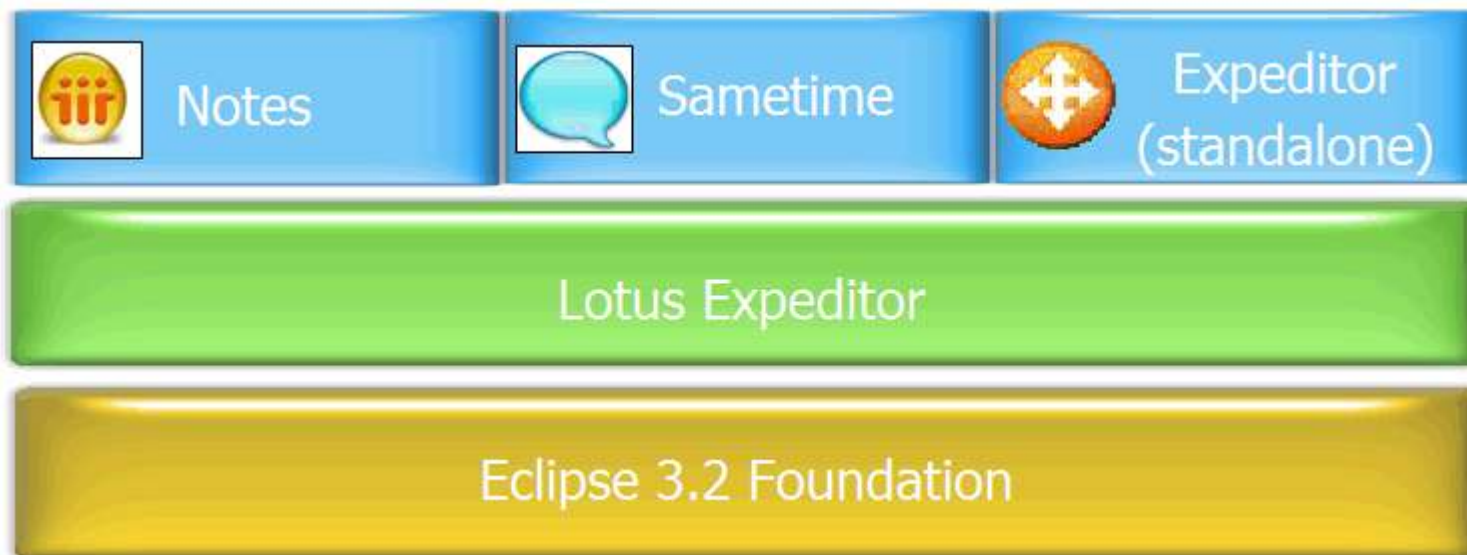 Notes
Sametime
Expeditor
(standalone)
Lotus Expeditor
Eclipse 3.2 Foundation